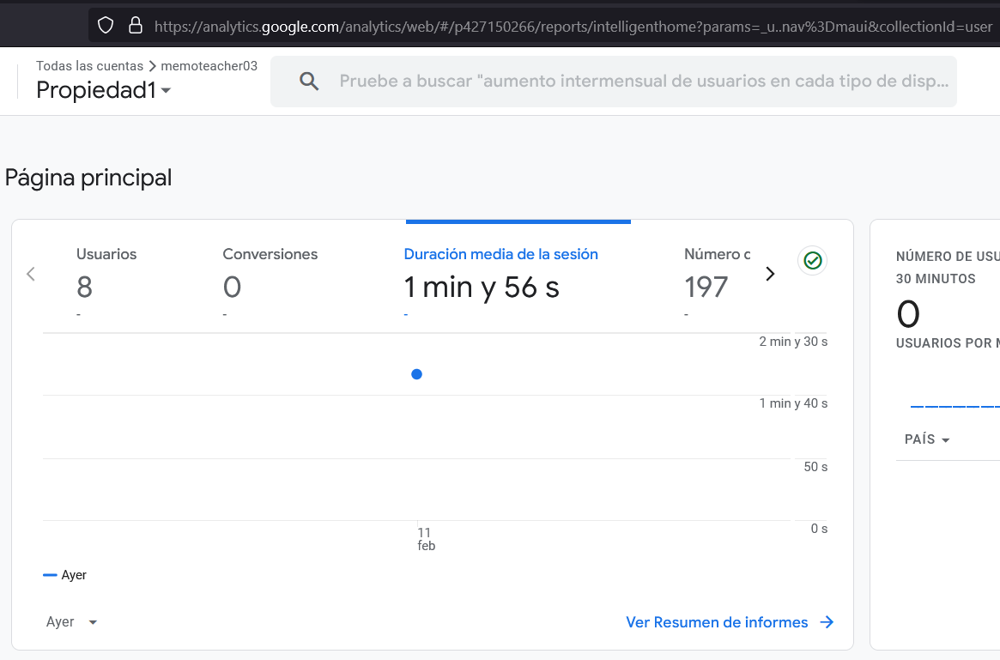 https://analytics.google.com/analytics/web/#/p427150266/reports/intelligenthome?params=_u..nav%3Dmaui&collectionId=user
Todas las cuentas > memoteacher03
Propiedad1
Pruebe a buscar "aumento intermensual de usuarios en cada tipo de disp...
Página principal
Usuarios
8
-
Conversiones
0
-
Duración media de la sesión
1 min y 56 s
-
Número c
197
-
2 min y 30 s
1 min y 40 s
50 s
0 s
11
feb
Ayer
Ayer
Ver Resumen de informes
NÚMERO DE USU
30 MINUTOS
0
USUARIOS POR M
PAÍS